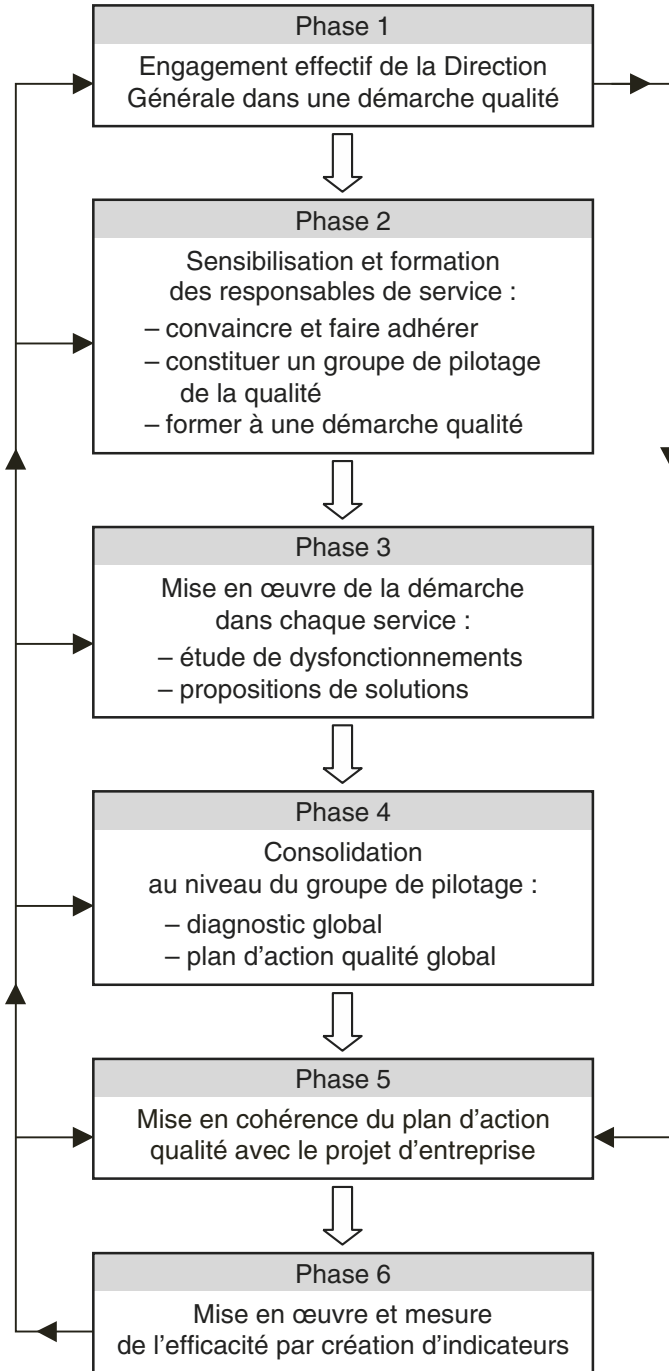 Phase 1
Engagement effectif de la Direction
Générale dans une démarche qualité
Phase 2
Sensibilisation et formation
des responsables de service :
– convaincre et faire adhérer
– constituer un groupe de pilotage
de la qualité
– former à une démarche qualité
Phase 3
Mise en œuvre de la démarche
dans chaque service :
– étude de dysfonctionnements
– propositions de solutions
Phase 4
Consolidation
au niveau du groupe de pilotage :
– diagnostic global
– plan d’action qualité global
Phase 5
Mise en cohérence du plan d’action
qualité avec le projet d’entreprise
Phase 6
Mise en œuvre et mesure
de l'efficacité par création d’indicateurs